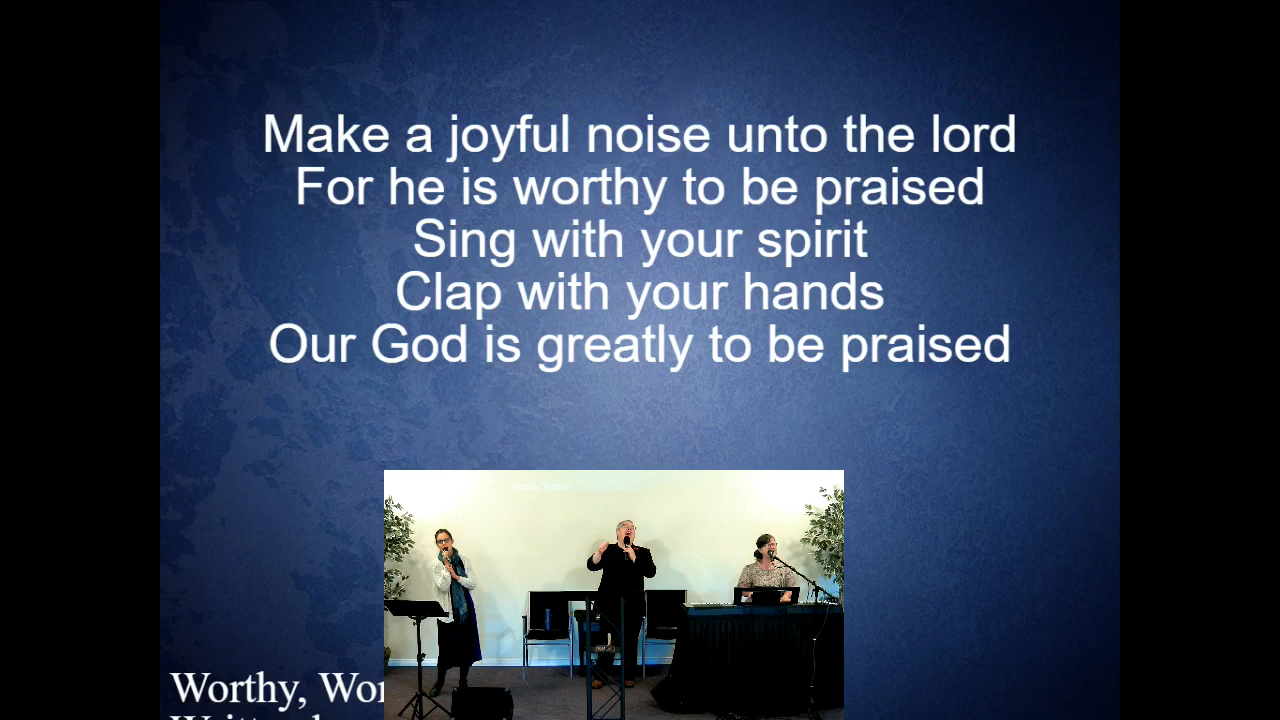 Make a joyful noise unto the lord
For he is worthy to be praised
Sing with your spirit
Clap with your hands
Our God is greatly to be praised
Worthy, Wor